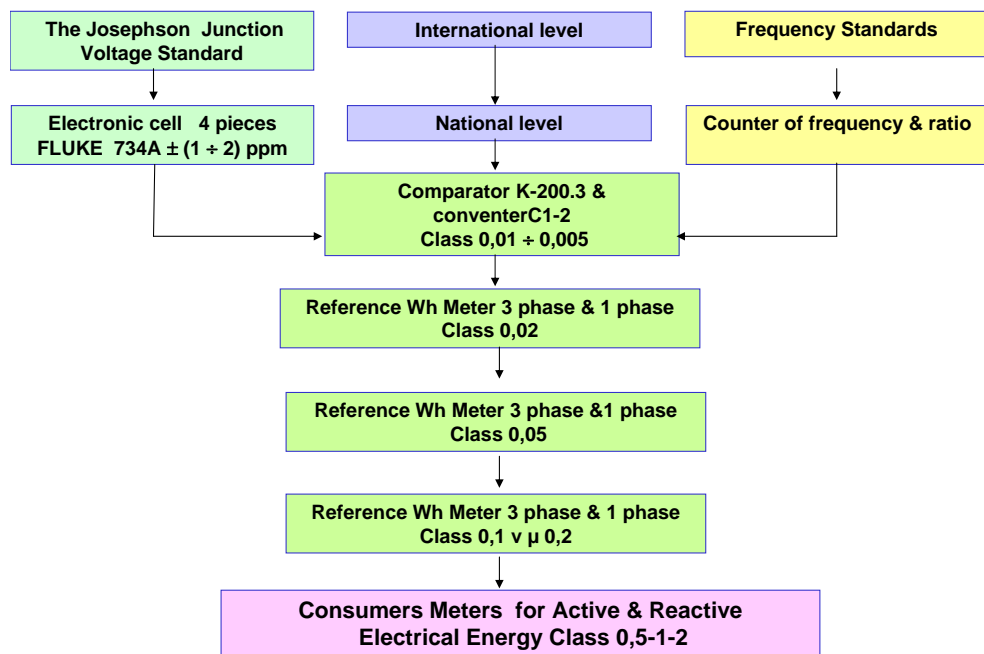 The Josephson Junction
Voltage Standard
International level
Frequency Standards
Electronic cell 4 pieces
FLUKE 734A ± (1 ÷ 2) ppm
National level
Counter of frequency & ratio
Comparator K-200.3 &
conventerC1-2
Class 0,01 ÷ 0,005
Reference Wh Meter 3 phase & 1 phase
Class 0,02
Reference Wh Meter 3 phase &1 phase
Class 0,05
Reference Wh Meter 3 phase & 1 phase
Class 0,1 v µ 0,2
Consumers Meters for Active & Reactive
Electrical Energy Class 0,5-1-2